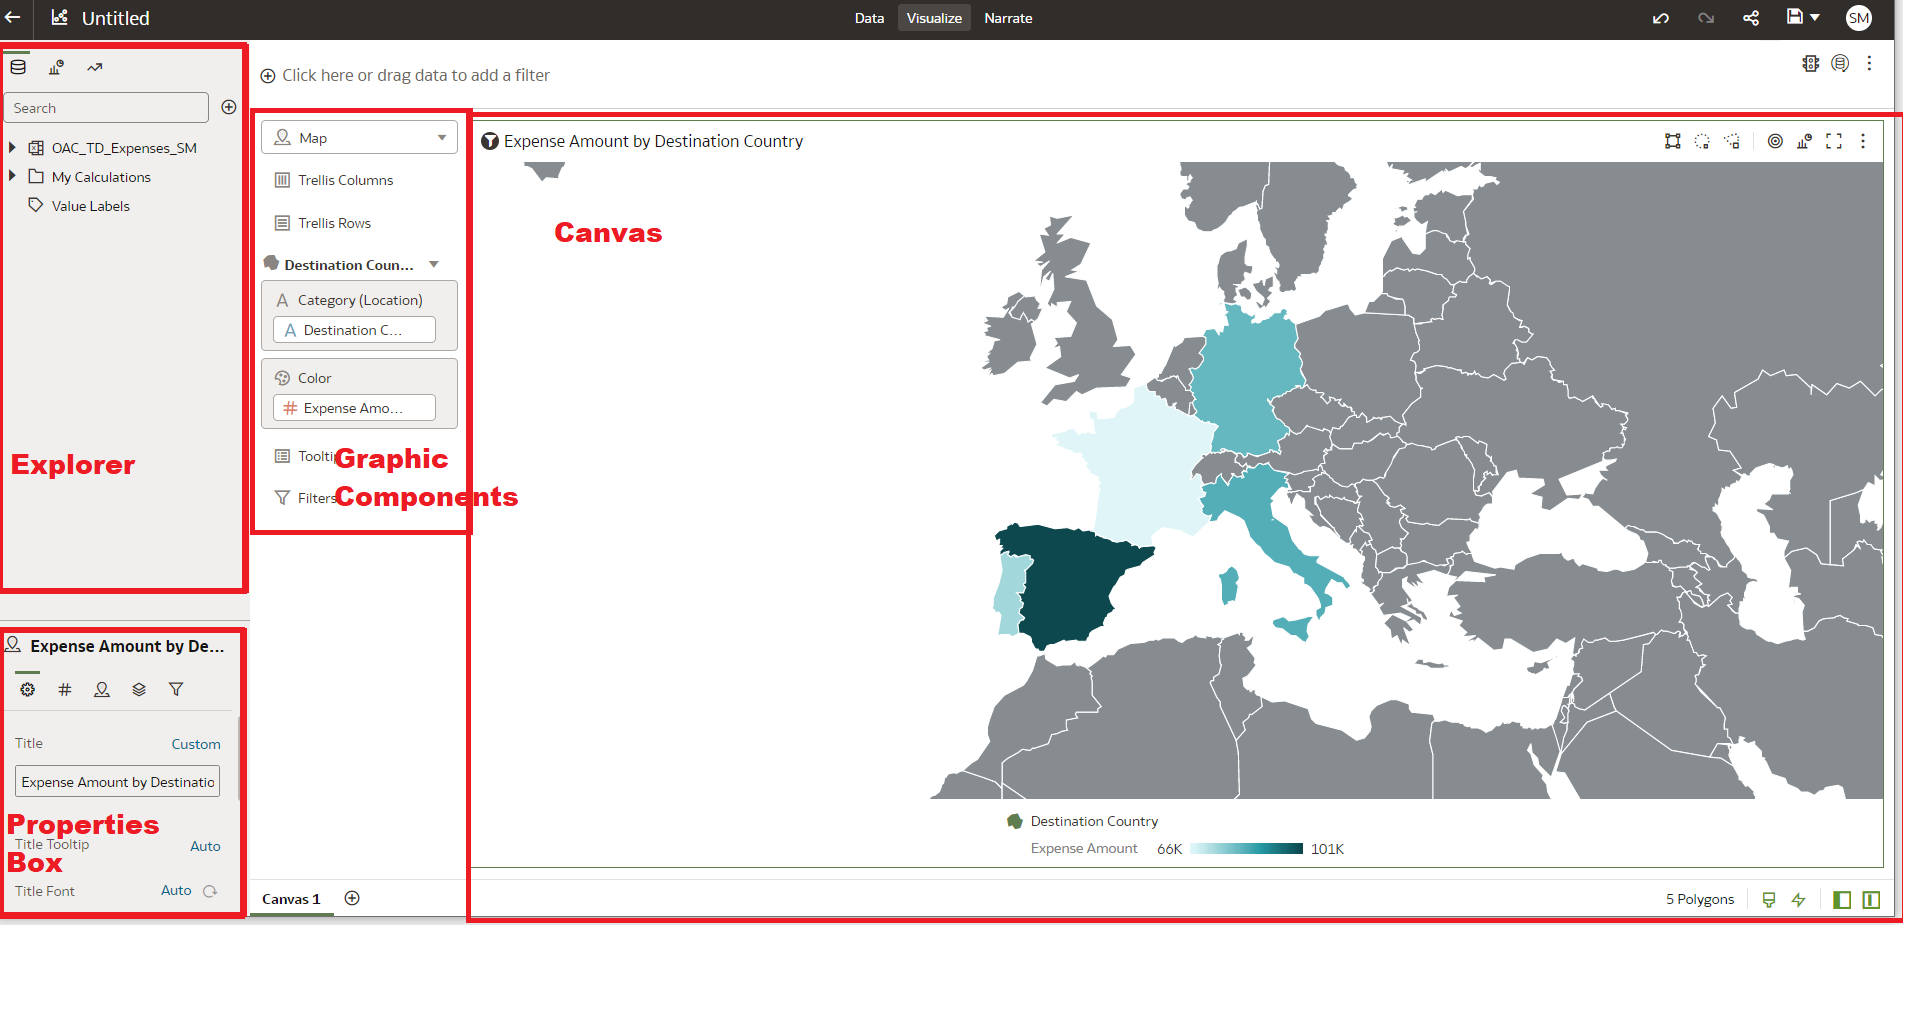 Untitled
Data
Visualize
Narrate
SM
Search
Click here or drag data to add a filter
OAC_TD_Expenses_SM
My Calculations
Value Labels
Explorer
Map
Trellis Columns
Trellis Rows
Destination Coun...
A Category (Location)
A Destination C...
Color
# Expense Amo...
Tooltip
Filters
Graphic
Components
Expense Amount by Destination Country
Canvas
Destination Country
Expense Amount 66K 101K
Expense Amount by De...
#
Title Custom
Expense Amount by Destinatio
Properties
Title Tooltip Auto
Box
Title Font Auto
Canvas 1
5 Polygons